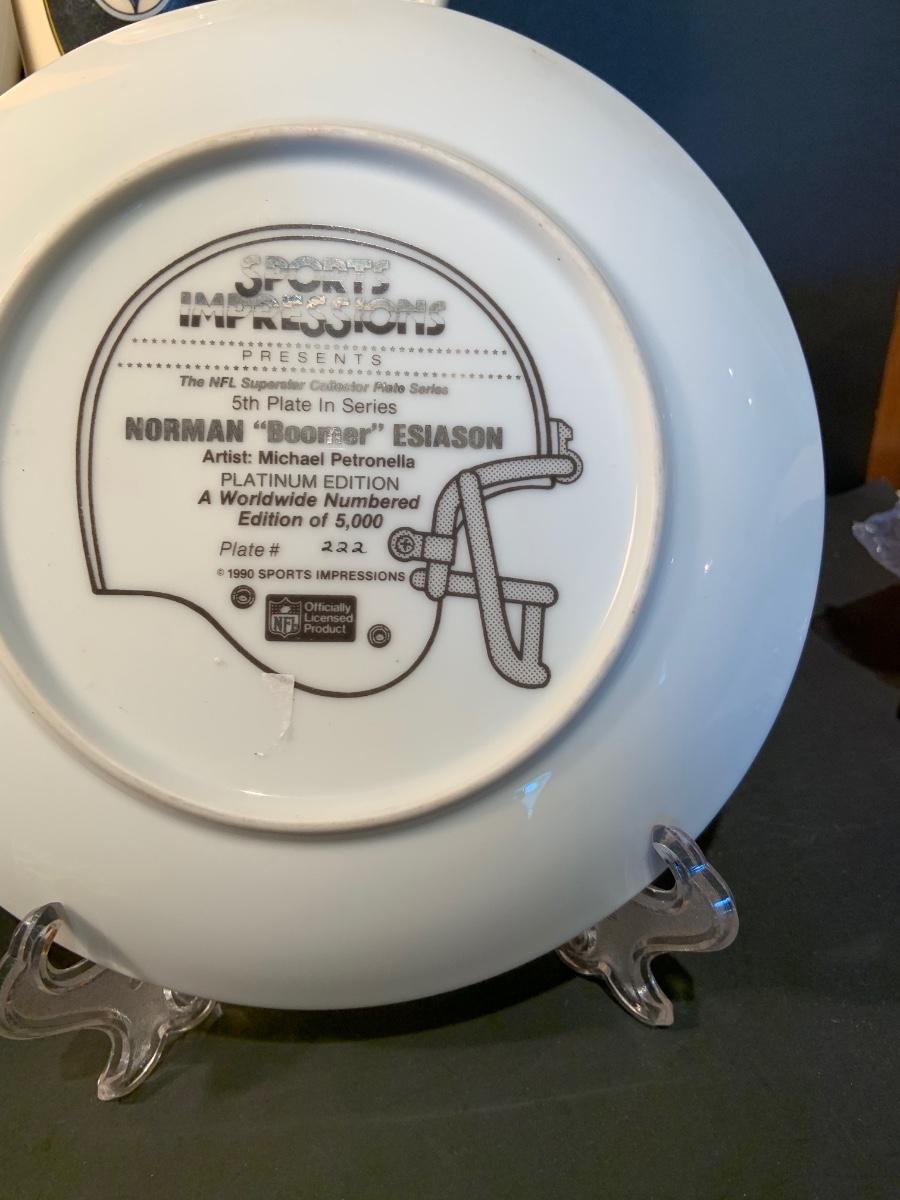 SPORTS
IMPRESSIONS
PRESENTS
The NFL Superstar Collector Plate Series
5th Plate In Series
NORMAN “Boomer” ESIASON
Artist: Michael Petronella
PLATINUM EDITION
A Worldwide Numbered
Edition of 5,000
Plate # 222
© 1990 SPORTS IMPRESSIONS
NFL
Officially
Licensed
Product